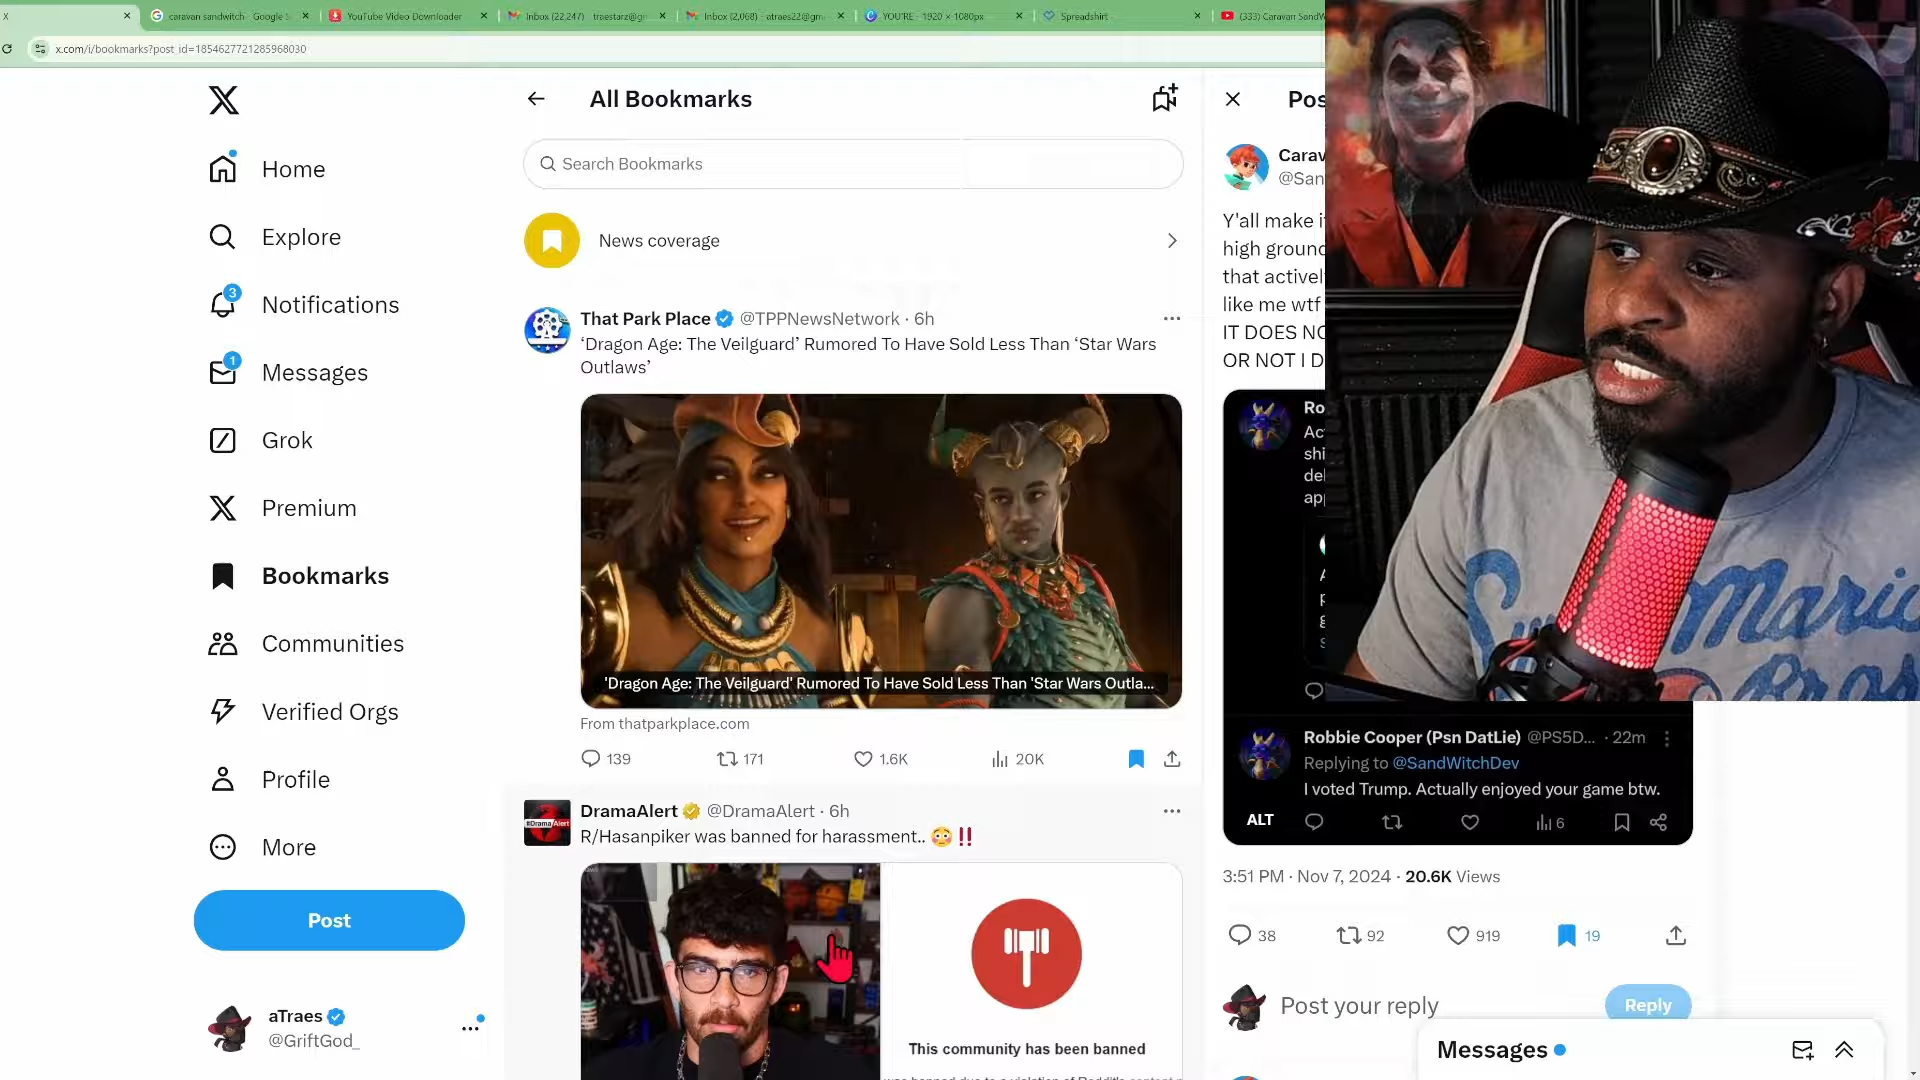 X
caravan sandwitch - Google S
YouTube Video Downloader
Inbox (22,247) - traestarz@gr
Inbox (2,068) - atraes22@gm
YOU'RE - 1920 × 1080px
Spreadshirt
(333) Caravan SandW
x.com/i/bookmarks?post_id=1854627721285968030
Home
Explore
3
Notifications
1
Messages
Grok
Premium
Bookmarks
Communities
Verified Orgs
Profile
More
Post
aTraes
@GriftGod_
All Bookmarks
Search Bookmarks
News coverage
That Park Place @TPPNewsNetwork · 6h
‘Dragon Age: The Veilguard’ Rumored To Have Sold Less Than ‘Star Wars
Outlaws’
'Dragon Age: The Veilguard' Rumored To Have Sold Less Than 'Star Wars Outla...
From thatparkplace.com
139 171 1.6K 20K
DramaAlert @DramaAlert · 6h
R/Hasanpiker was banned for harassment.. 😳‼️
#DramaAlert
This community has been banned
Pos
Carav
@San
Y'all make i
high ground
that activel
like me wtf
IT DOES NO
OR NOT I D
Ro
Ac
shi
del
ap
Robbie Cooper (Psn DatLie) @PS5D... · 22m
Replying to @SandWitchDev
I voted Trump. Actually enjoyed your game btw.
ALT
6
3:51 PM · Nov 7, 2024 · 20.6K Views
38 92 919 19
Post your reply
Reply
Messages